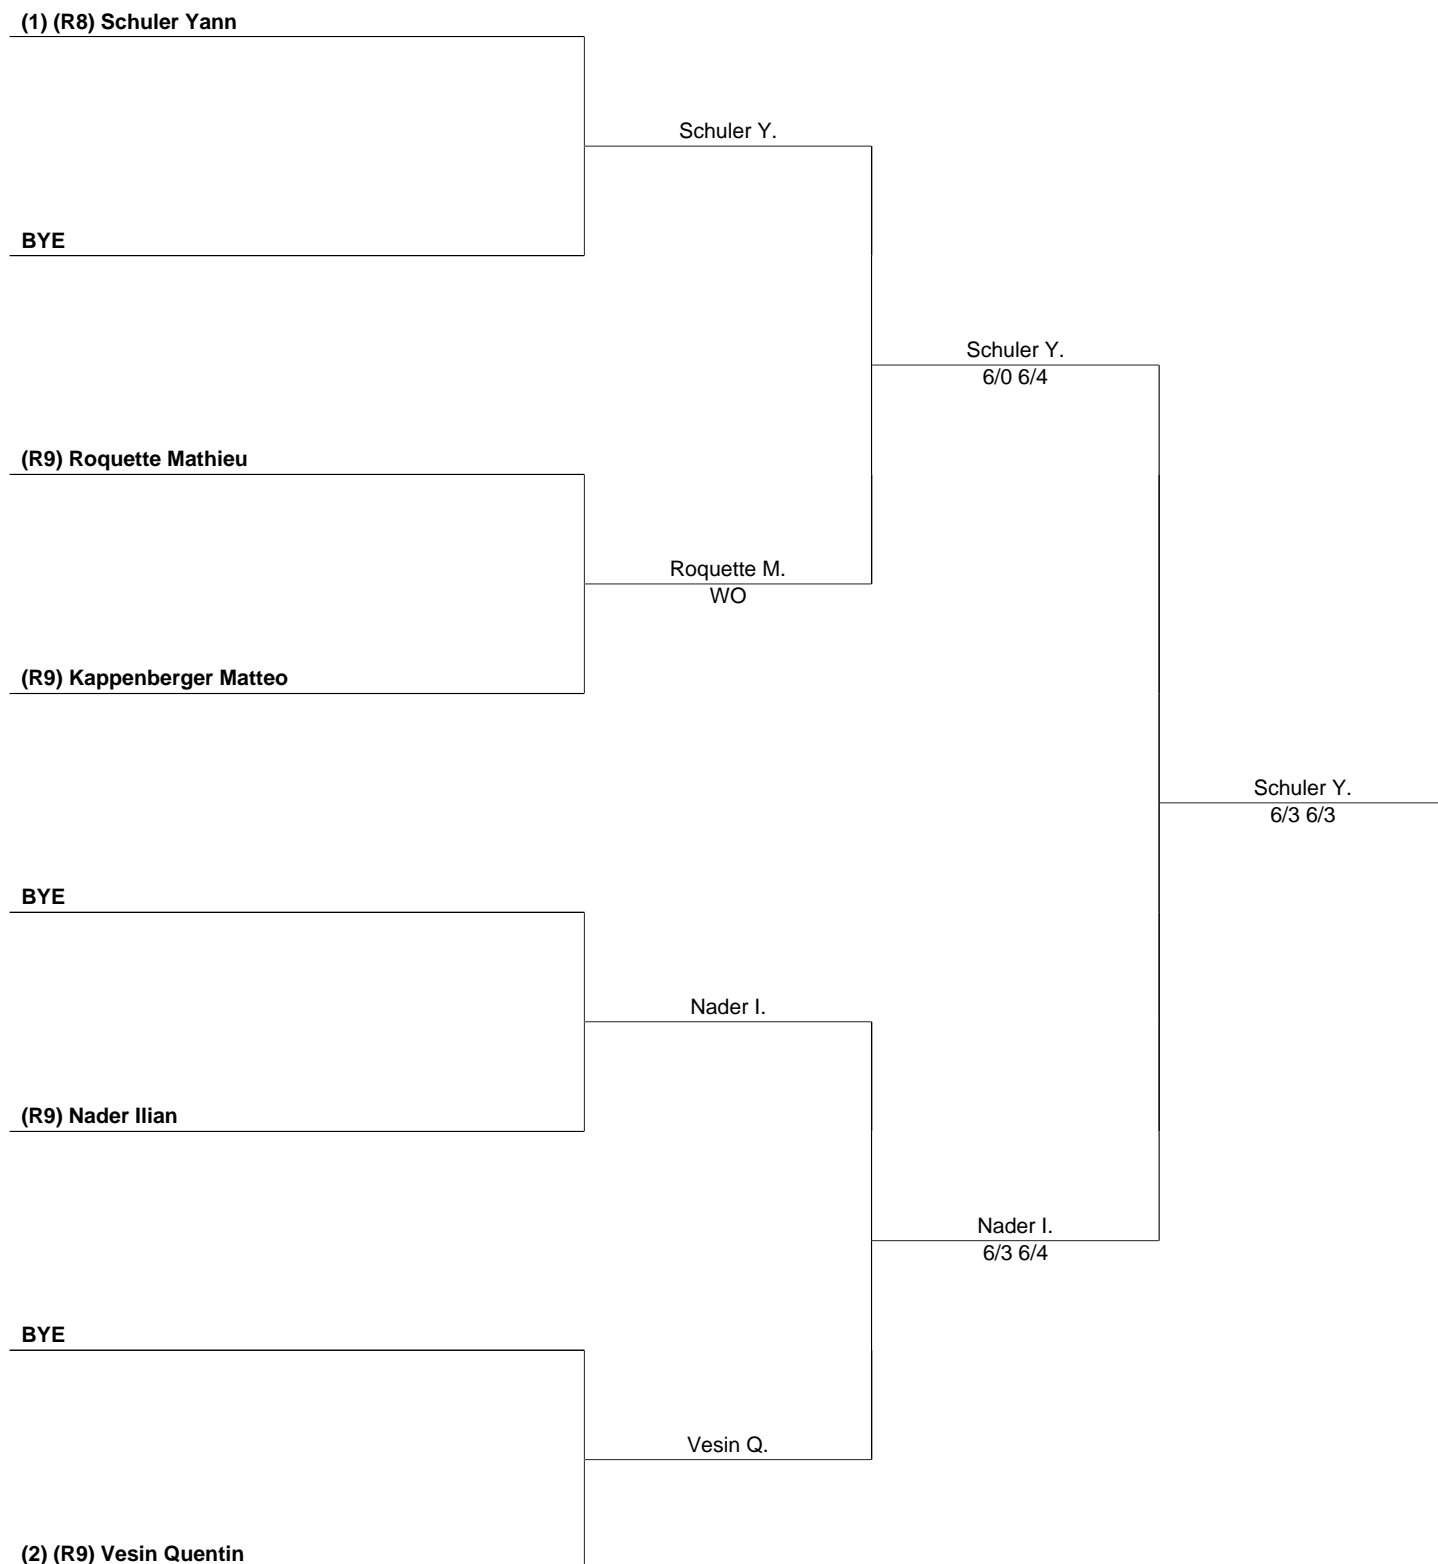 (1) (R8) Schuler Yann
Schuler Y.
BYE
Schuler Y.
6/0 6/4
(R9) Roquette Mathieu
Roquette M.
WO
(R9) Kappenberger Matteo
Schuler Y.
6/3 6/3
BYE
Nader I.
(R9) Nader Ilian
Nader I.
6/3 6/4
BYE
Vesin Q.
(2) (R9) Vesin Quentin